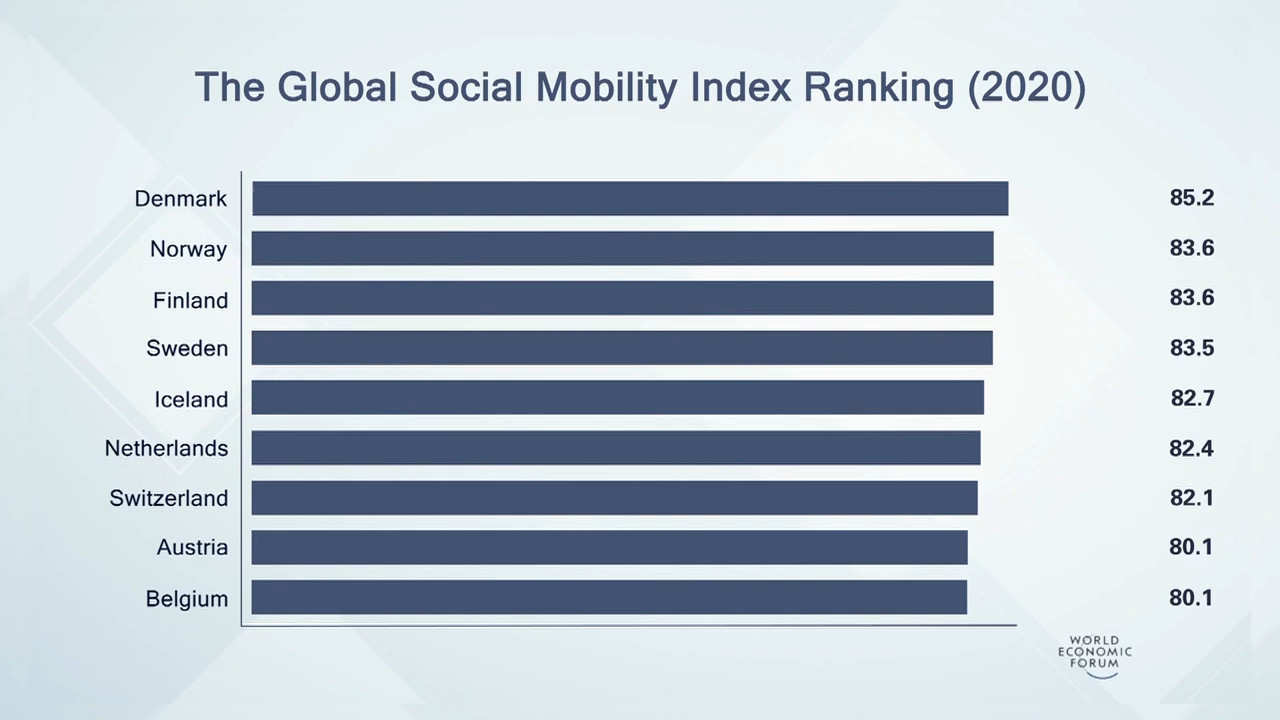 The Global Social Mobility Index Ranking (2020)
Denmark 85.2
Norway 83.6
Finland 83.6
Sweden 83.5
Iceland 82.7
Netherlands 82.4
Switzerland 82.1
Austria 80.1
Belgium 80.1
WORLD
ECONOMIC
FORUM